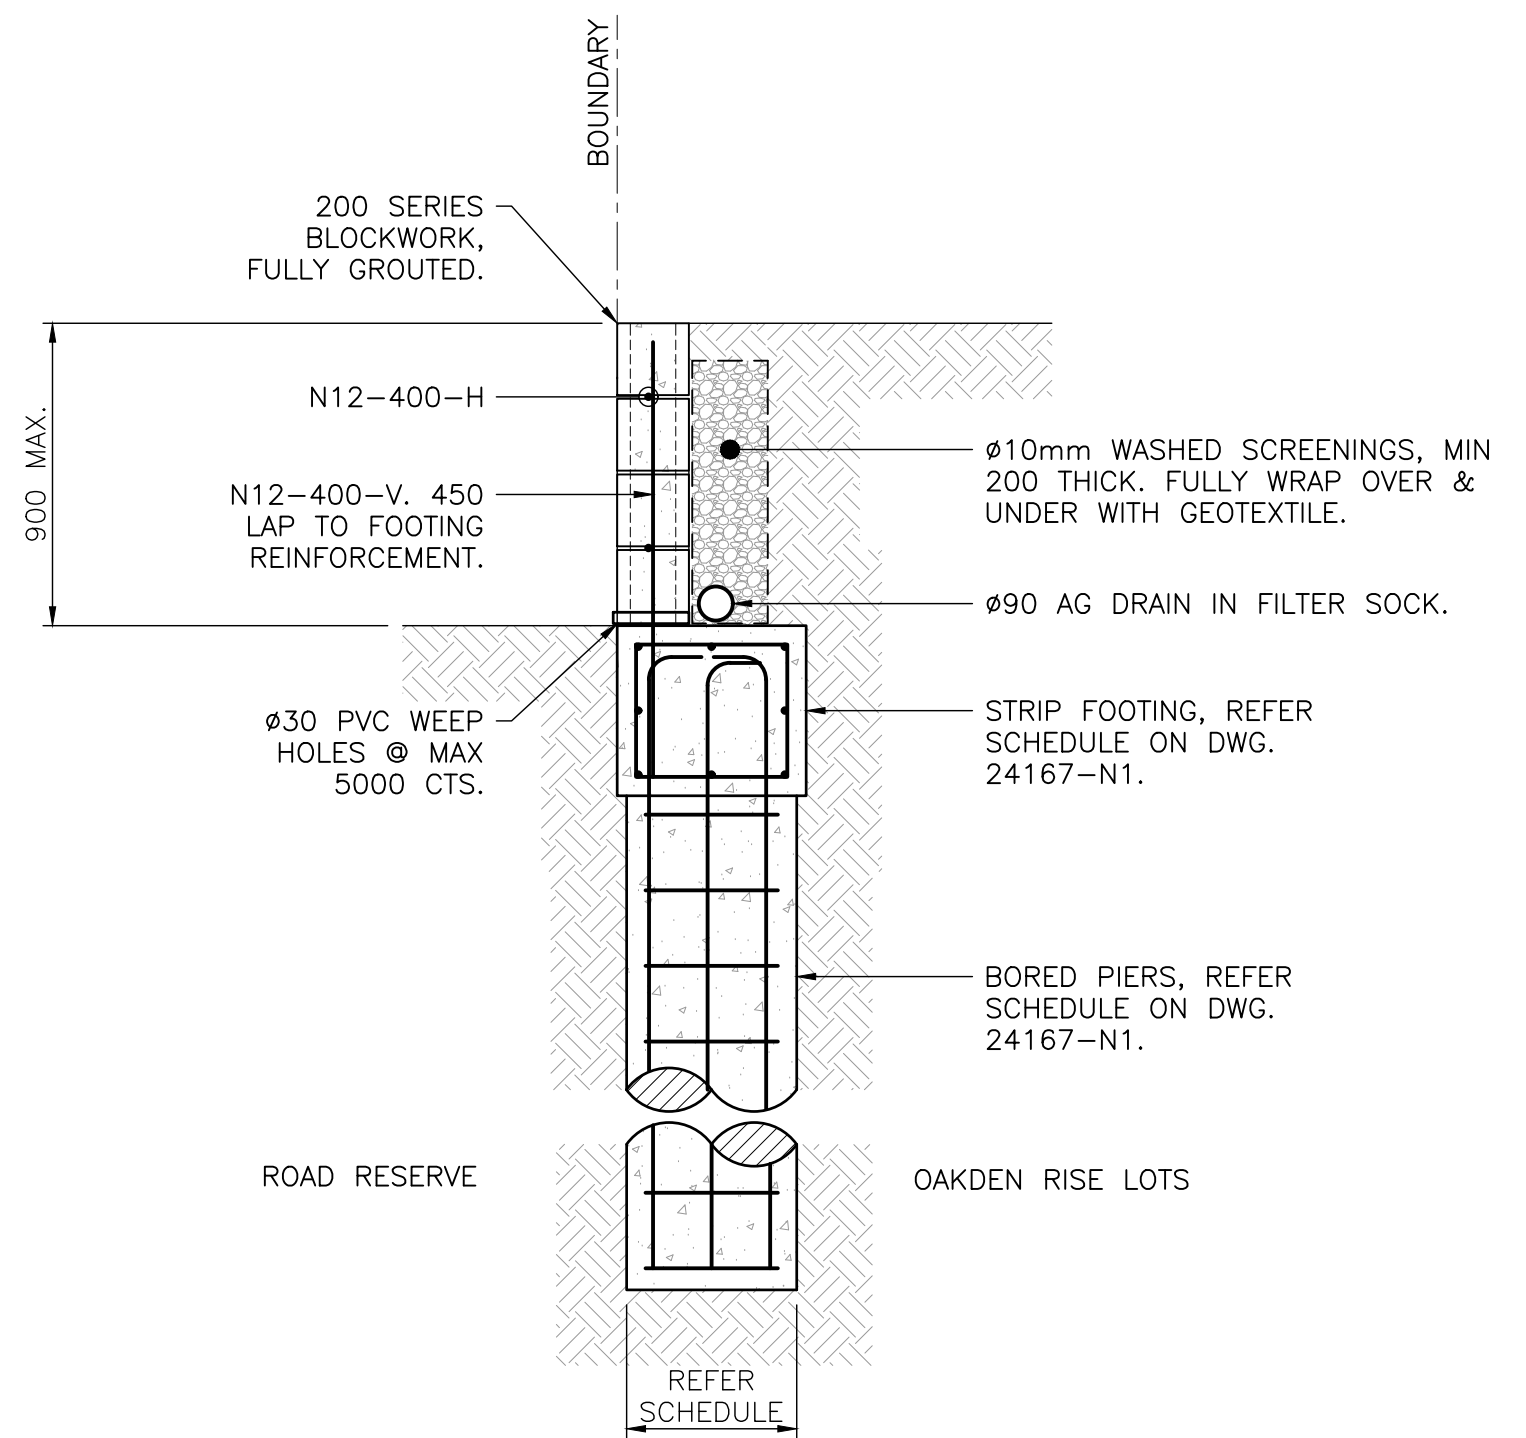 BOUNDARY
200 SERIES
BLOCKWORK,
FULLY GROUTED.
900 MAX.
N12-400-H
N12-400-V. 450
LAP TO FOOTING
REINFORCEMENT.
ø10mm WASHED SCREENINGS, MIN
200 THICK. FULLY WRAP OVER &
UNDER WITH GEOTEXTILE.
ø90 AG DRAIN IN FILTER SOCK.
ø30 PVC WEEP
HOLES @ MAX
5000 CTS.
STRIP FOOTING, REFER
SCHEDULE ON DWG.
24167-N1.
BORED PIERS, REFER
SCHEDULE ON DWG.
24167-N1.
ROAD RESERVE
OAKDEN RISE LOTS
REFER
SCHEDULE